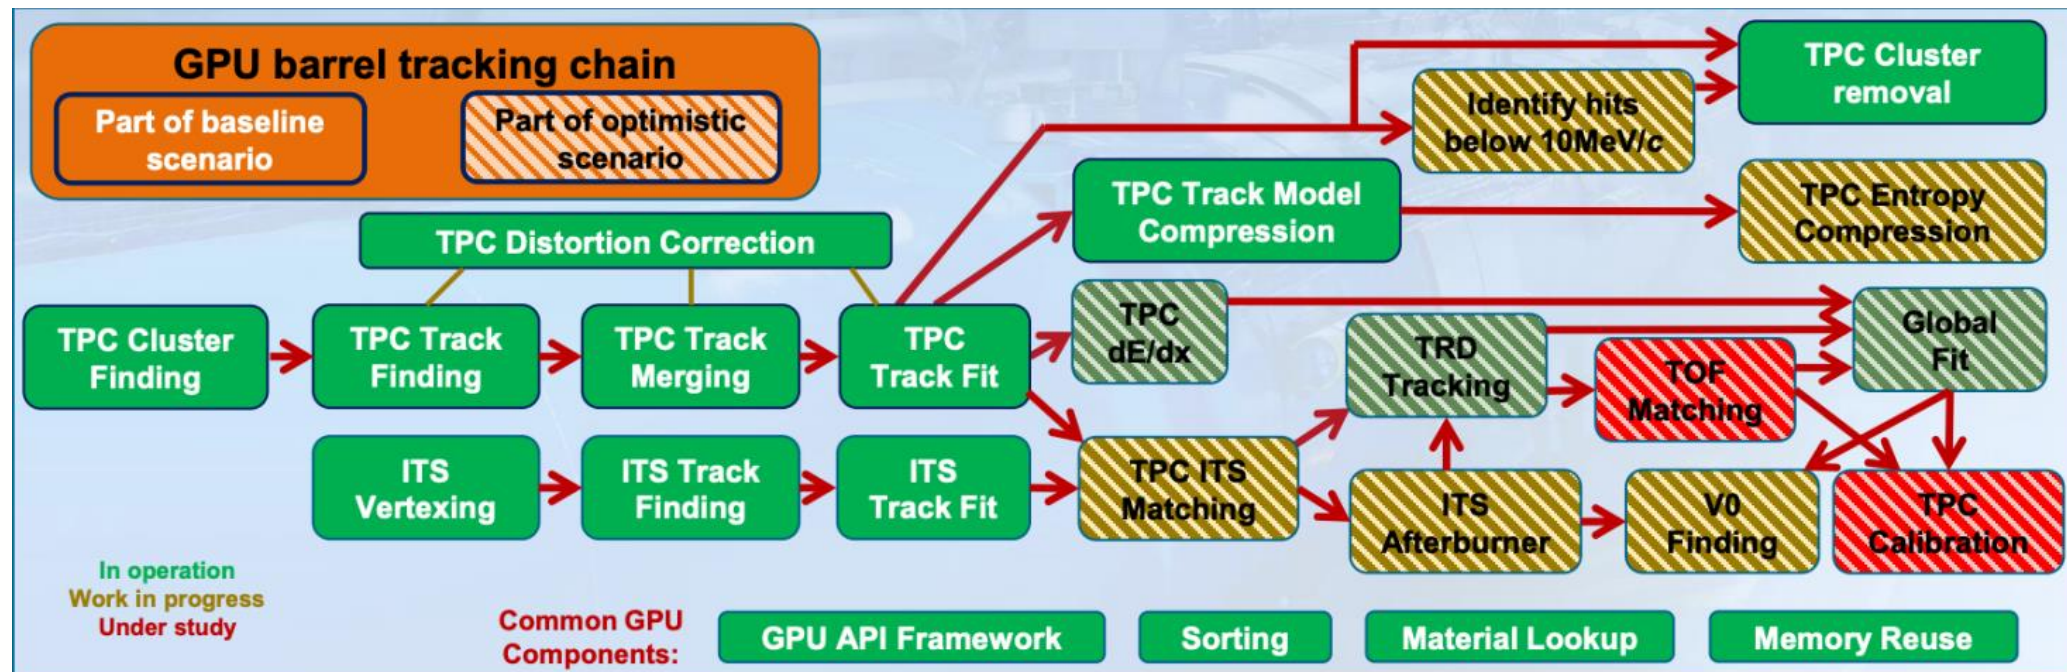 GPU barrel tracking chain
Part of baseline
scenario
Part of optimistic
scenario
TPC Cluster
removal
Identify hits
below 10MeV/c
TPC Track Model
Compression
TPC Entropy
Compression
TPC Distortion Correction
TPC Cluster
Finding
TPC Track
Finding
TPC Track
Merging
TPC
Track Fit
TPC
dE/dx
TRD
Tracking
TOF
Matching
Global
Fit
ITS
Vertexing
ITS Track
Finding
ITS
Track Fit
TPC ITS
Matching
ITS
Afterburner
V0
Finding
TPC
Calibration
In operation
Work in progress
Under study
Common GPU
Components:
GPU API Framework
Sorting
Material Lookup
Memory Reuse